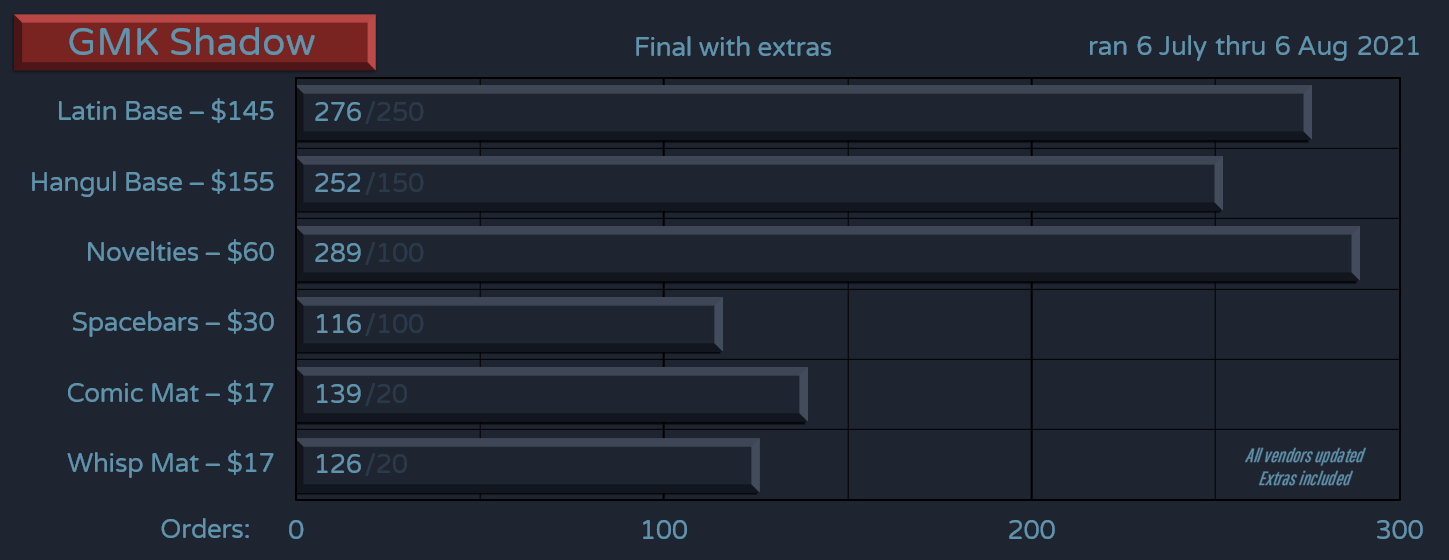 GMK Shadow
Final with extras
ran 6 July thru 6 Aug 2021
Latin Base – $145 276/250
Hangul Base – $155 252/150
Novelties – $60 289/100
Spacebars – $30 116/100
Comic Mat – $17 139/20
Whisp Mat – $17 126/20
All vendors updated
Extras included
Orders: 0 100 200 300